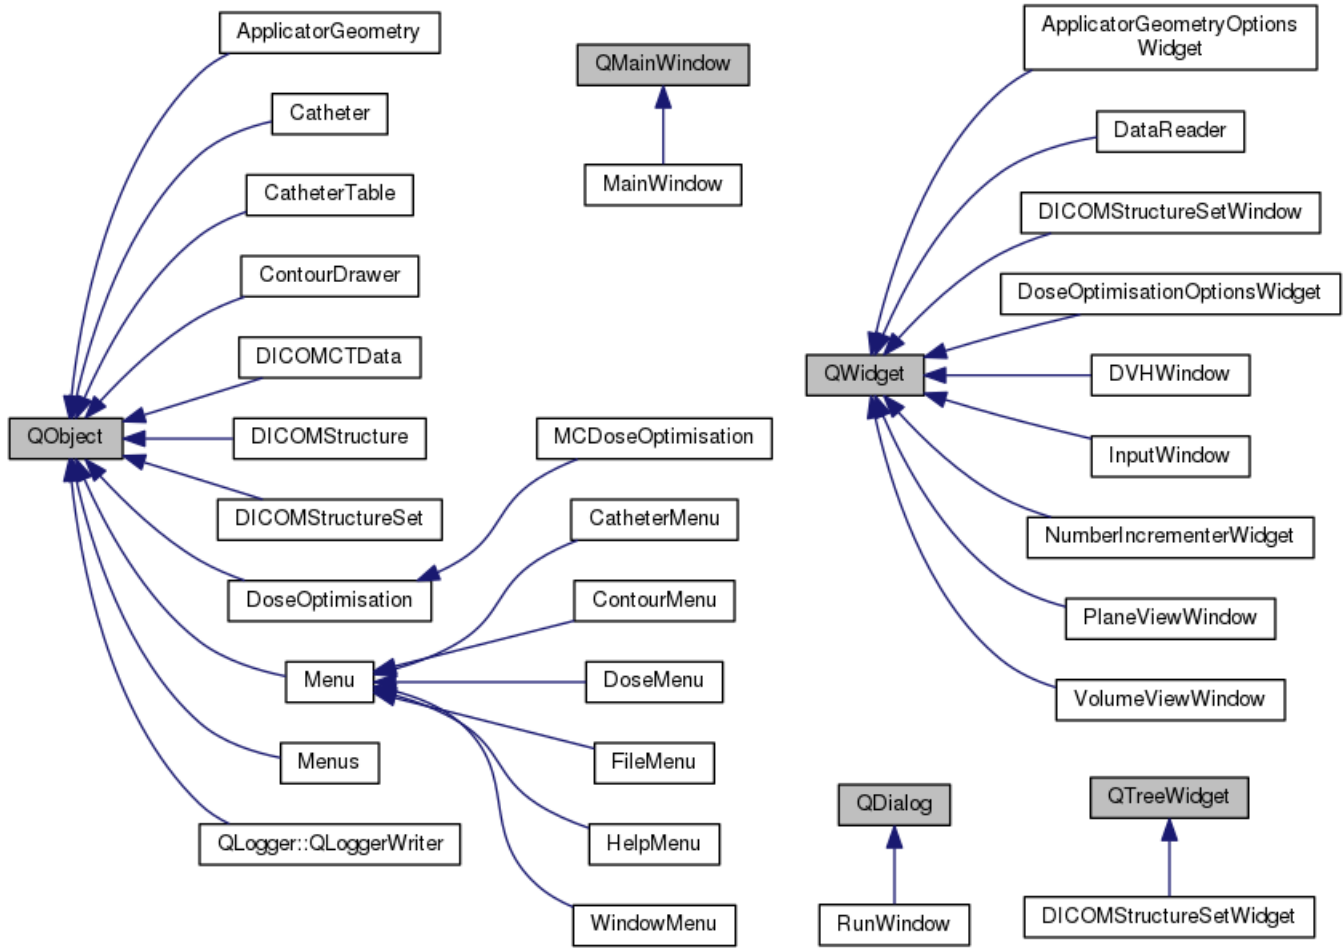 ApplicatorGeometry
Catheter
CatheterTable
ContourDrawer
DICOMCTData
QObject
DICOMStructure
DICOMStructureSet
DoseOptimisation
Menu
Menus
QLogger::QLoggerWriter
MCDoseOptimisation
CatheterMenu
ContourMenu
DoseMenu
FileMenu
HelpMenu
WindowMenu
QMainWindow
MainWindow
ApplicatorGeometryOptions
Widget
DataReader
DICOMStructureSetWindow
DoseOptimisationOptionsWidget
QWidget
DVHWindow
InputWindow
NumberIncrementerWidget
PlaneViewWindow
VolumeViewWindow
QDialog
RunWindow
QTreeWidget
DICOMStructureSetWidget